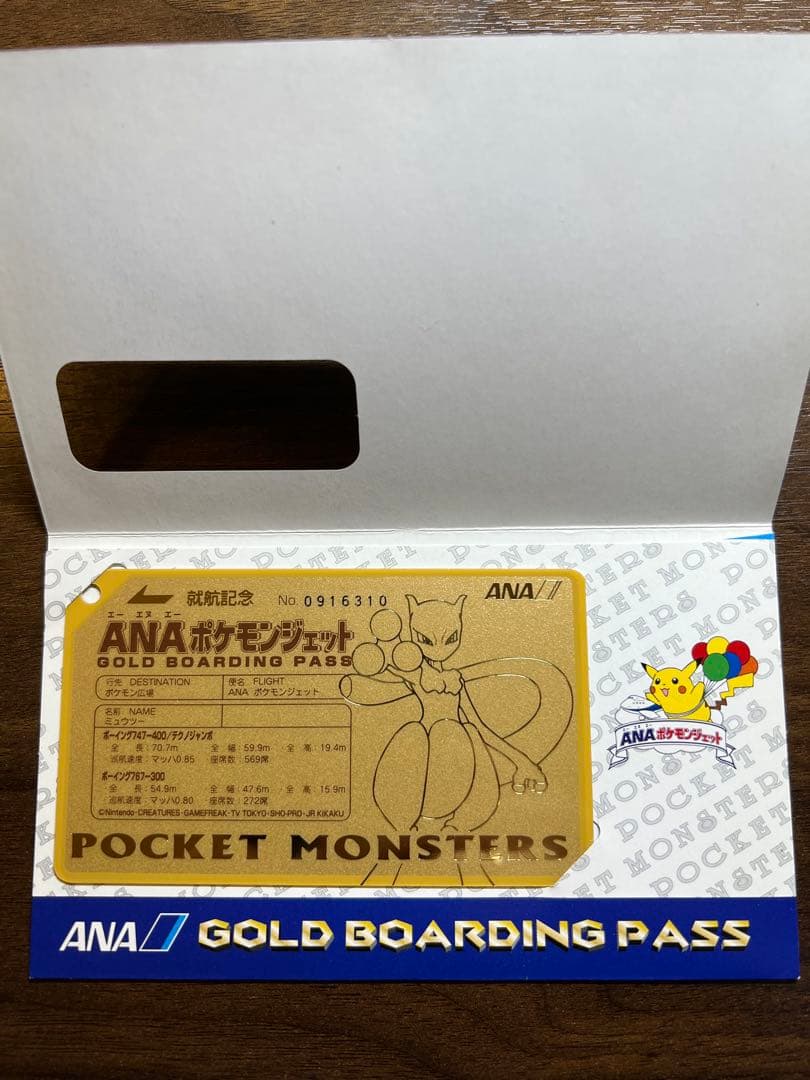 就航記念 No. 0916310 ANA
エー エヌ エー
ANAポケモンジェット
GOLD BOARDING PASS
行先 DESTINATION
ポケモン広場
便名 FLIGHT
ANA ポケモンジェット
名前 NAME
ミュウツー
ボーイング747-400/テクノジャンボ
全 長:70.7m 全 幅:59.9m 全 高:19.4m
巡航速度:マッハ0.85 座席数:569席
ボーイング767-300
全 長:54.9m 全 幅:47.6m 全 高:15.9m
巡航速度:マッハ0.80 座席数:272席
©Nintendo・CREATURES・GAMEFREAK・TV TOKYO・SHO-PRO・JR KIKAKU
POCKET MONSTERS
エー エヌ エー
ANAポケモンジェット
POCKET MONSTERS
ANA GOLD BOARDING PASS